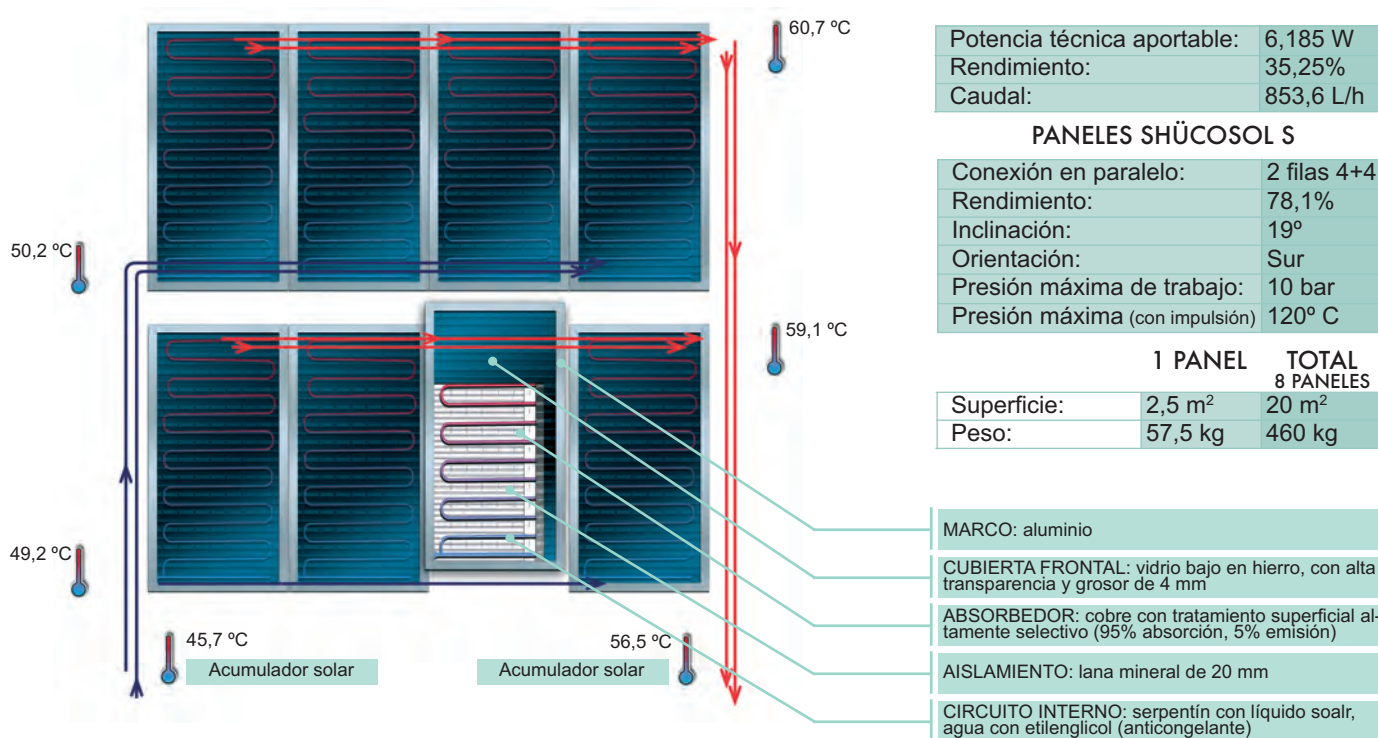 60,7 ºC
50,2 ºC
59,1 ºC
49,2 ºC
45,7 ºC
Acumulador solar
56,5 ºC
Acumulador solar
Potencia técnica aportable: 6,185 W
Rendimiento: 35,25%
Caudal: 853,6 L/h
PANELES SHÜCOSOL S
Conexión en paralelo: 2 filas 4+4
Rendimiento: 78,1%
Inclinación: 19º
Orientación: Sur
Presión máxima de trabajo: 10 bar
Presión máxima (con impulsión) 120º C
1 PANEL TOTAL
8 PANELES
Superficie: 2,5 m² 20 m²
Peso: 57,5 kg 460 kg
MARCO: aluminio
CUBIERTA FRONTAL: vidrio bajo en hierro, con alta
transparencia y grosor de 4 mm
ABSORBEDOR: cobre con tratamiento superficial al-
tamente selectivo (95% absorción, 5% emisión)
AISLAMIENTO: lana mineral de 20 mm
CIRCUITO INTERNO: serpentín con líquido soalr,
agua con etilenglicol (anticongelante)